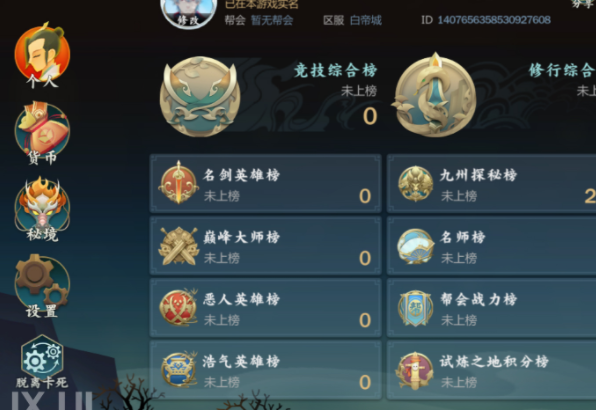 已在本游戏实名
修改
帮会 暂无帮会 区服 白帝城 ID 1407656358530927608
个人
货币
秘境
设置
脱离卡死
竞技综合榜
未上榜
0
修行综合
未上
名剑英雄榜
未上榜
0
九州探秘榜
未上榜
2
巅峰大师榜
未上榜
0
名师榜
未上榜
恶人英雄榜
未上榜
0
帮会战力榜
未上榜
浩气英雄榜
未上榜
0
试炼之地积分榜
未上榜